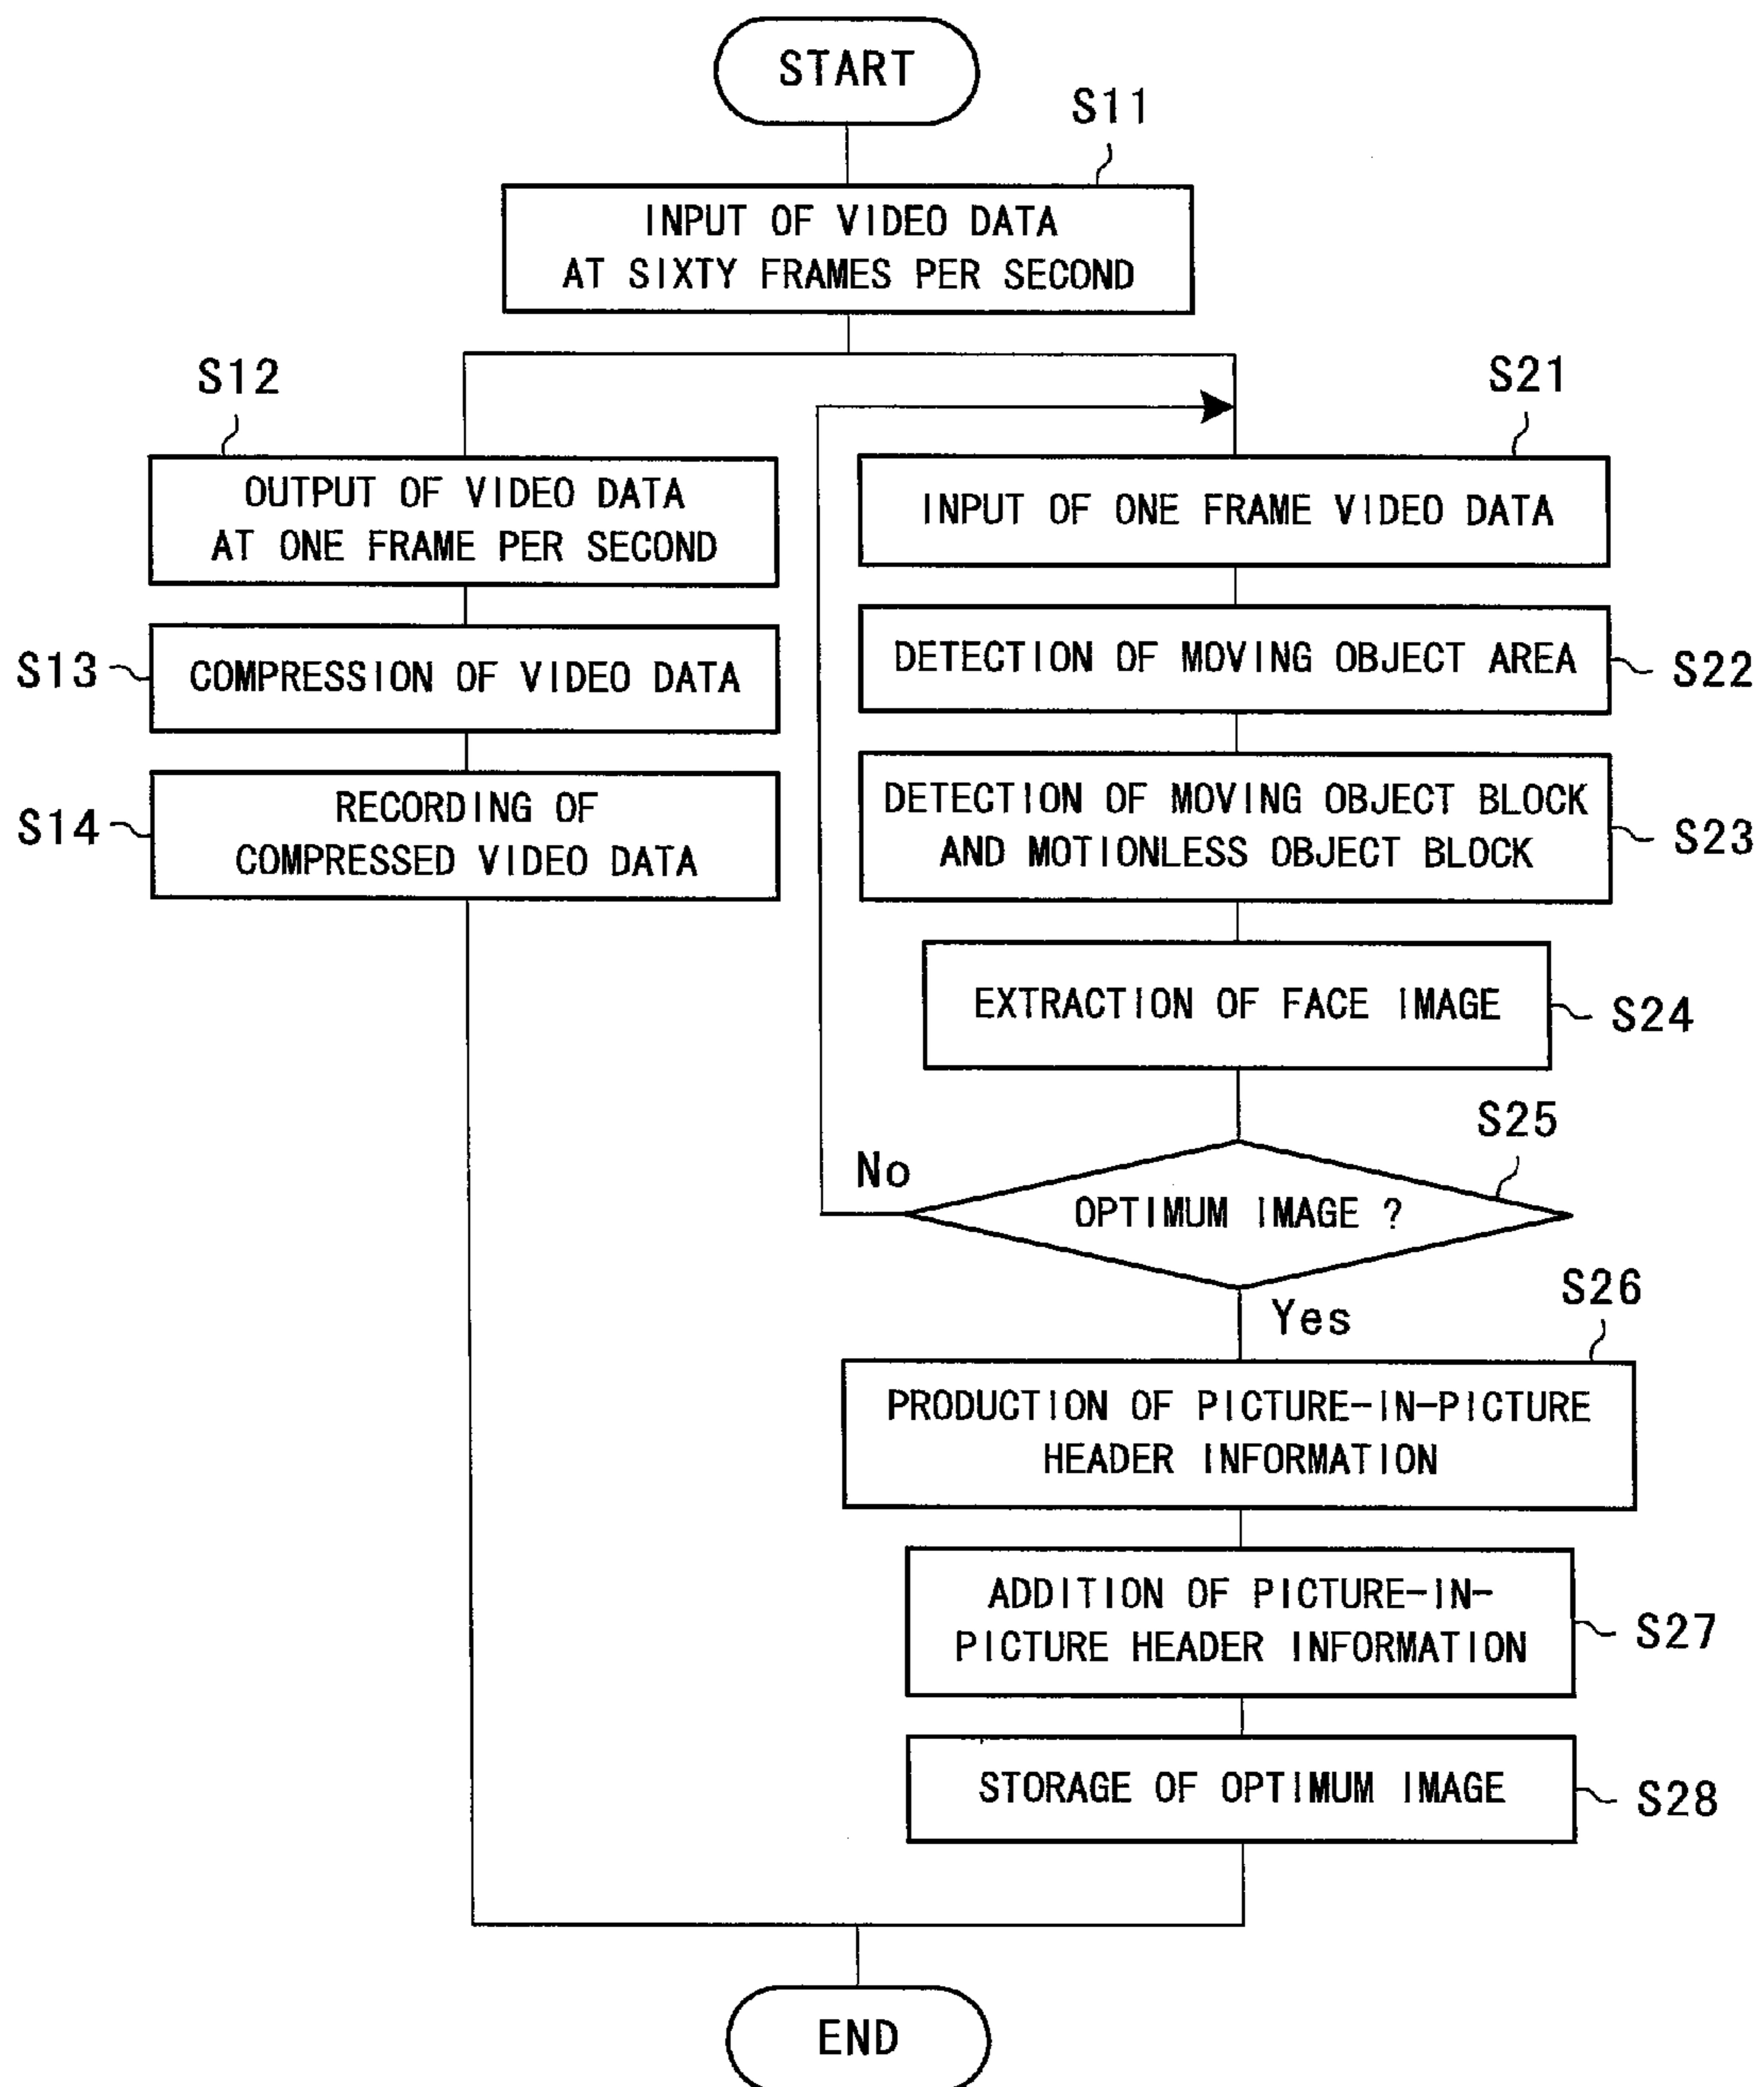 START
S11
INPUT OF VIDEO DATA
AT SIXTY FRAMES PER SECOND
S12
OUTPUT OF VIDEO DATA
AT ONE FRAME PER SECOND
S13
COMPRESSION OF VIDEO DATA
S14
RECORDING OF
COMPRESSED VIDEO DATA
S21
INPUT OF ONE FRAME VIDEO DATA
DETECTION OF MOVING OBJECT AREA
S22
DETECTION OF MOVING OBJECT BLOCK
AND MOTIONLESS OBJECT BLOCK
S23
EXTRACTION OF FACE IMAGE
S24
S25
No
OPTIMUM IMAGE ?
Yes
S26
PRODUCTION OF PICTURE-IN-PICTURE
HEADER INFORMATION
ADDITION OF PICTURE-IN-
PICTURE HEADER INFORMATION
S27
STORAGE OF OPTIMUM IMAGE
S28
END